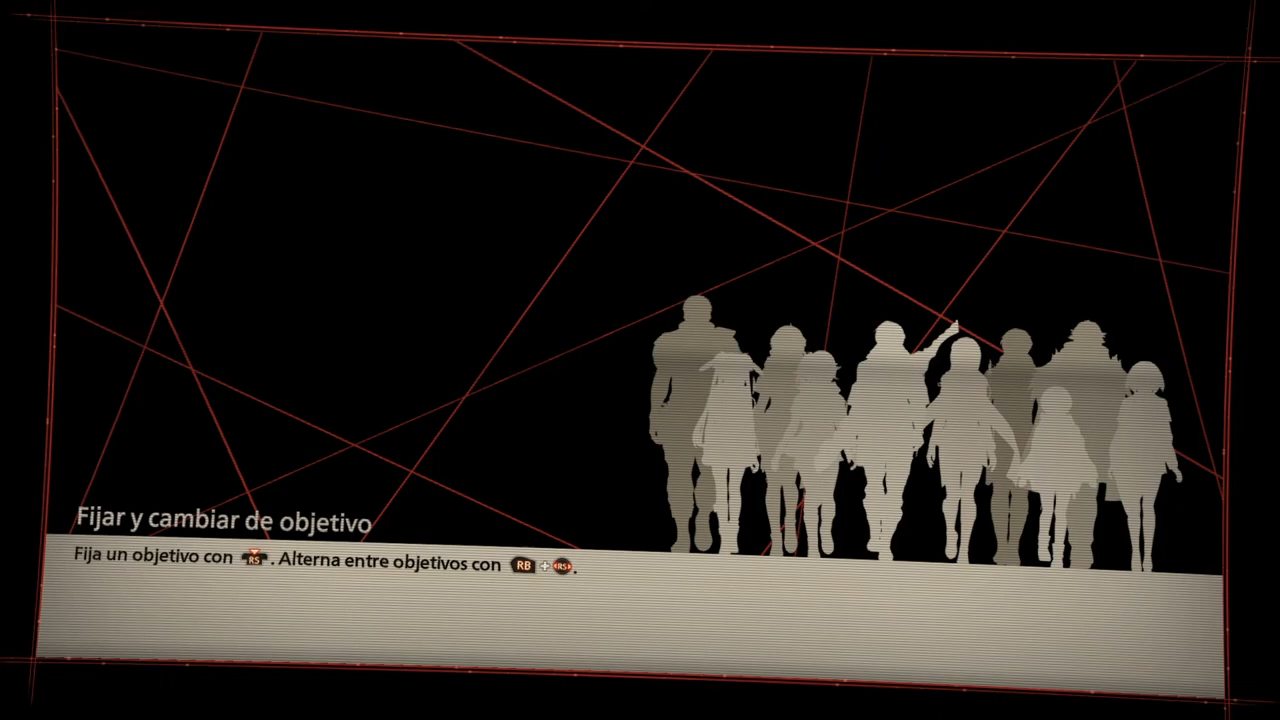 Fijar y cambiar de objetivo
Fija un objetivo con RS. Alterna entre objetivos con RB + RS.